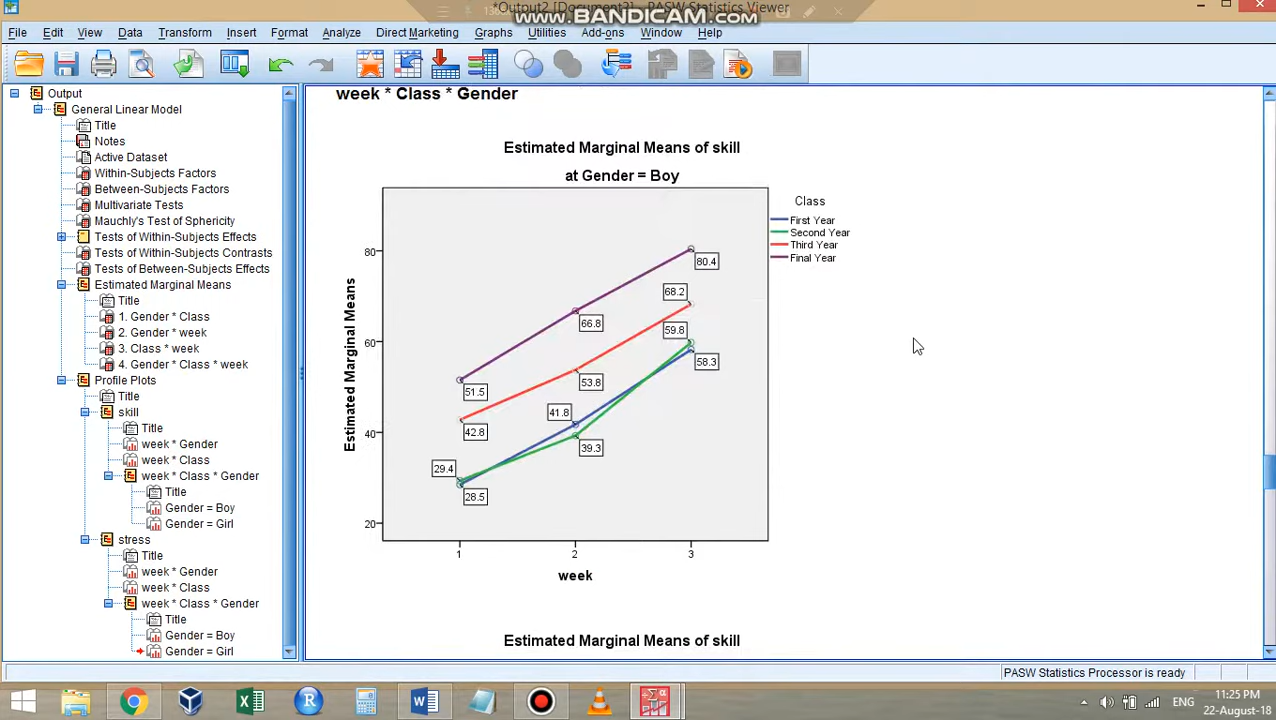 *Output2 [Document2] - PASW Statistics Viewer
www.BANDICAM.com
File Edit View Data Transform Insert Format Analyze Direct Marketing Graphs Utilities Add-ons Window Help
Output
General Linear Model
Title
Notes
Active Dataset
Within-Subjects Factors
Between-Subjects Factors
Multivariate Tests
Mauchly's Test of Sphericity
Tests of Within-Subjects Effects
Tests of Within-Subjects Contrasts
Tests of Between-Subjects Effects
Estimated Marginal Means
Title
1. Gender * Class
2. Gender * week
3. Class * week
4. Gender * Class * week
Profile Plots
Title
skill
Title
week * Gender
week * Class
week * Class * Gender
Title
Gender = Boy
Gender = Girl
stress
Title
week * Gender
week * Class
week * Class * Gender
Title
Gender = Boy
Gender = Girl
week * Class * Gender
Estimated Marginal Means of skill
at Gender = Boy
Class
First Year
Second Year
Third Year
Final Year
Estimated Marginal Means
80
60
40
20
80.4
68.2
66.8
59.8
58.3
53.8
51.5
41.8
42.8
39.3
29.4
28.5
1 2 3
week
Estimated Marginal Means of skill
PASW Statistics Processor is ready
ENG
11:25 PM
22-August-18